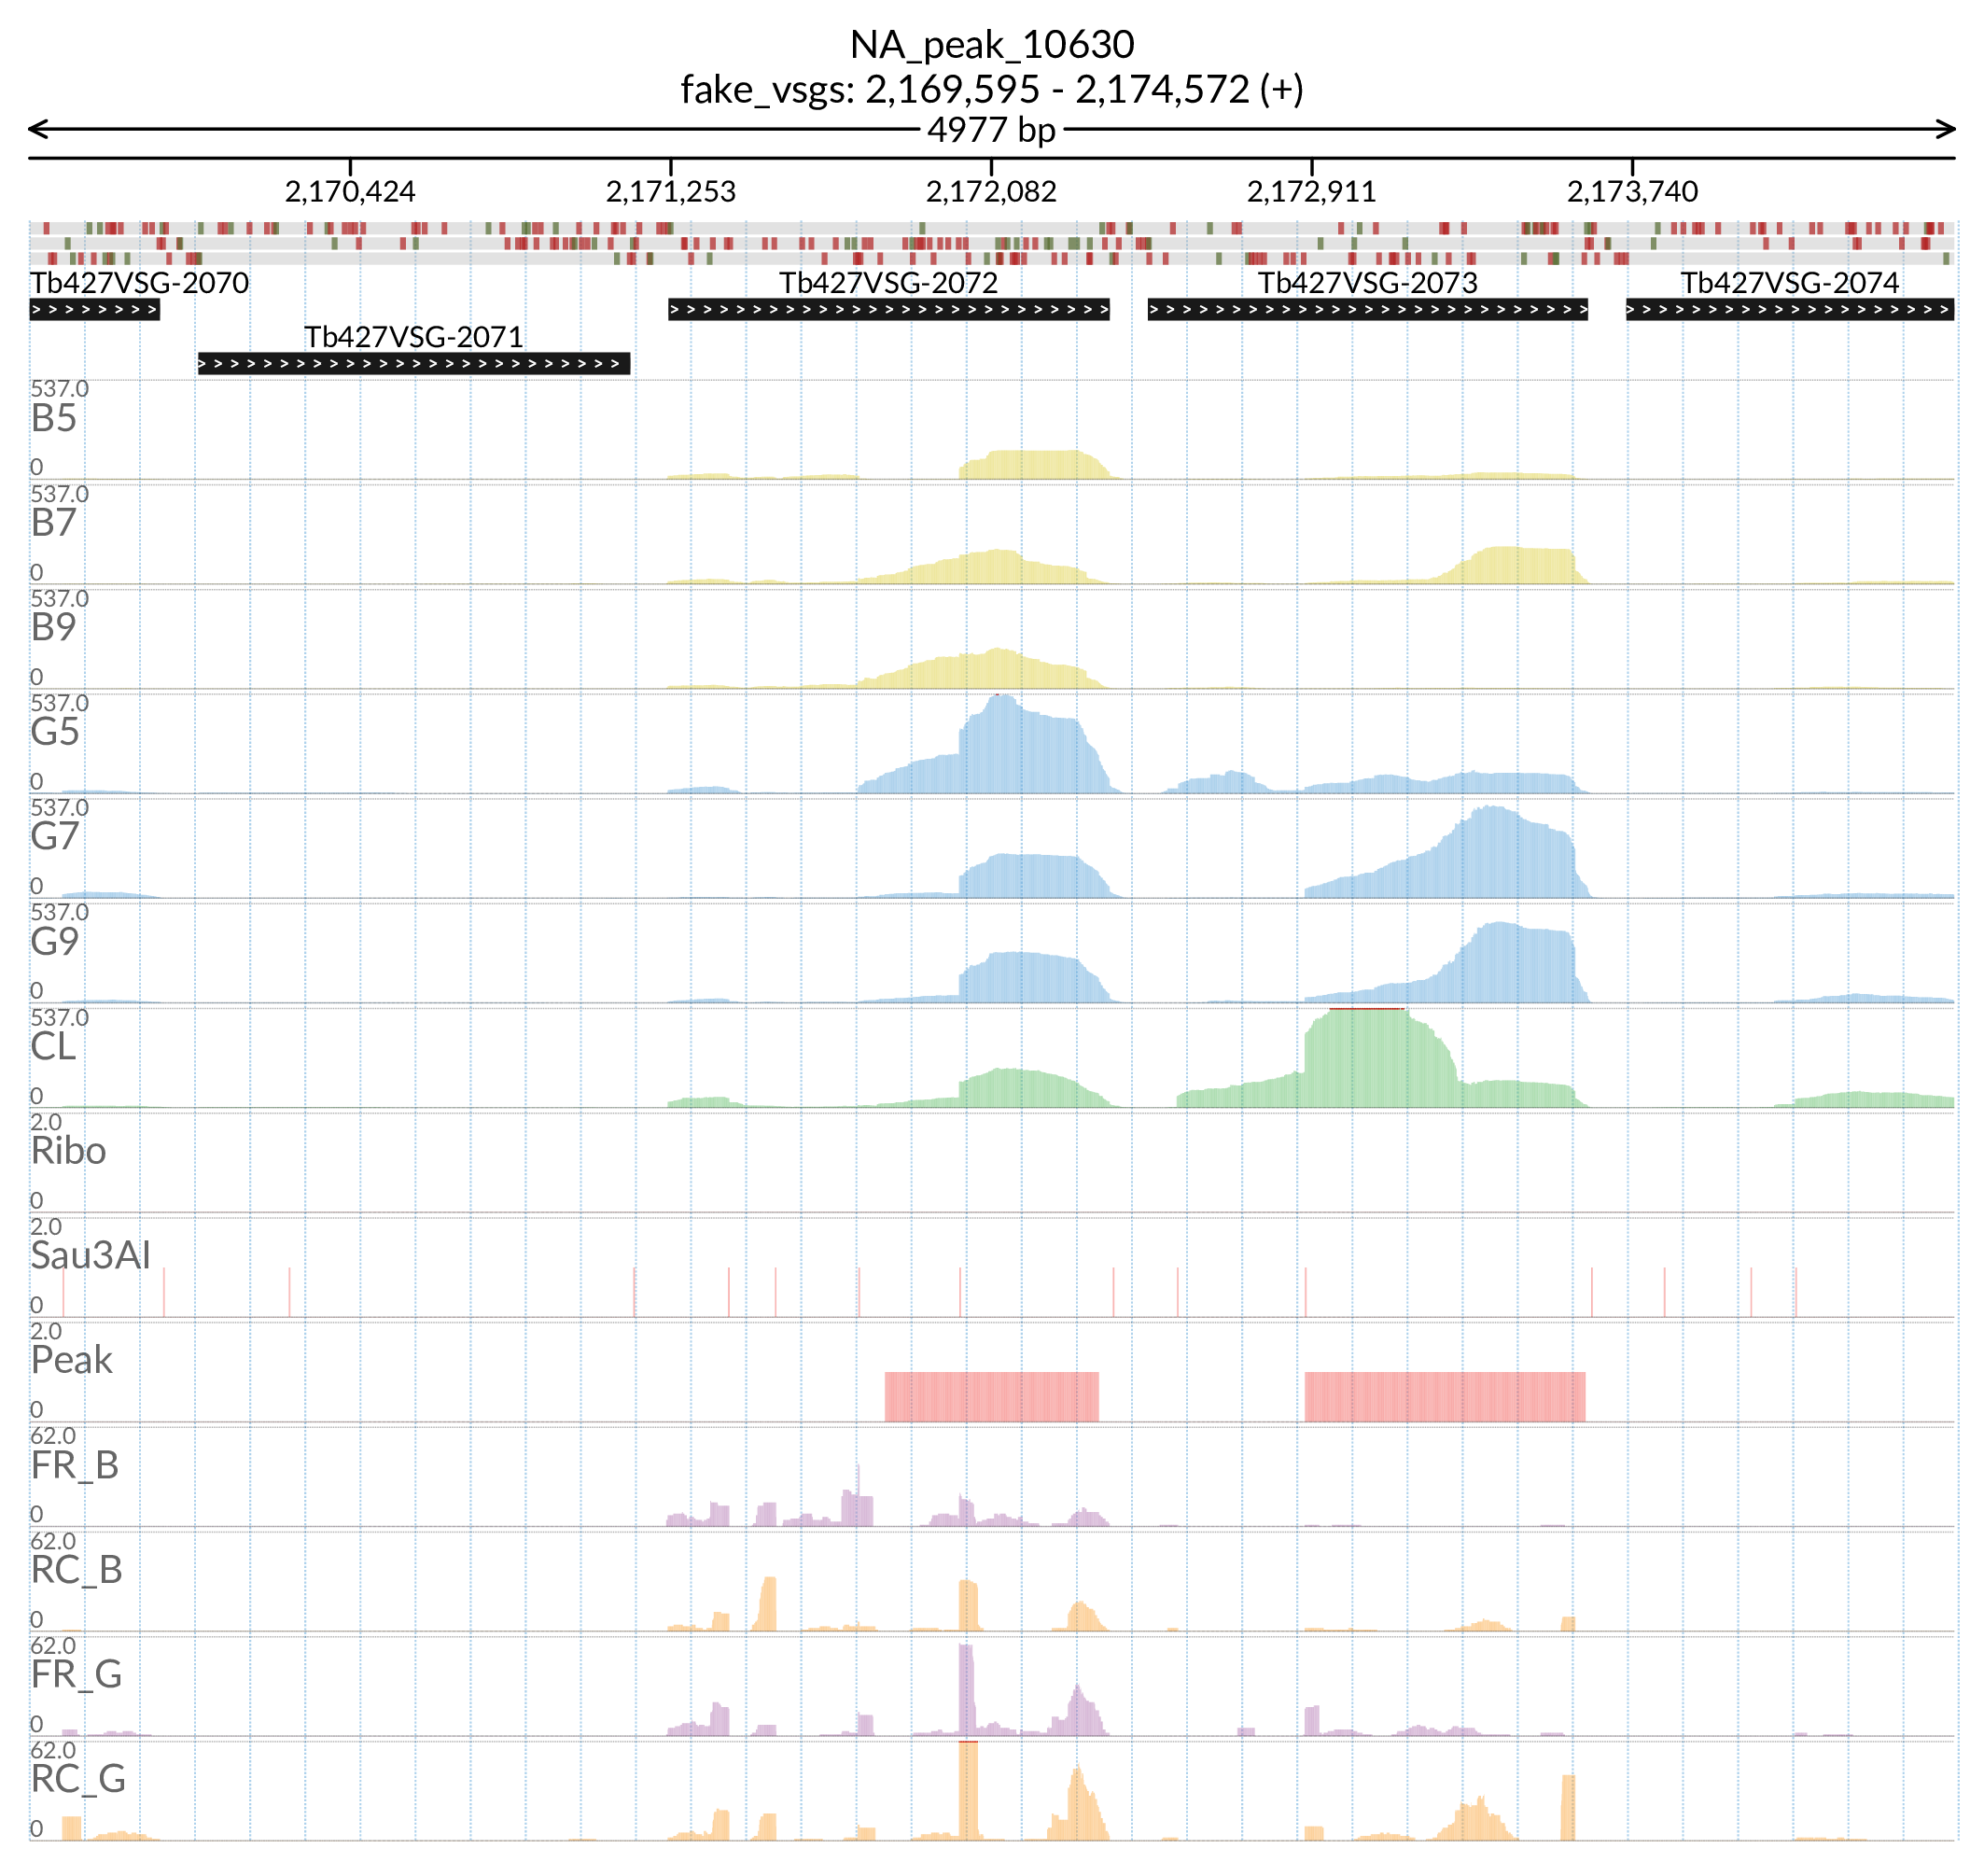 NA_peak_10630
fake_vsgs: 2,169,595 - 2,174,572 (+)
4977 bp
2,170,424 2,171,253 2,172,082 2,172,911 2,173,740
Tb427VSG-2070 Tb427VSG-2072 Tb427VSG-2073 Tb427VSG-2074
Tb427VSG-2071
537.0
B5
0
537.0
B7
0
537.0
B9
0
537.0
G5
0
537.0
G7
0
537.0
G9
0
537.0
CL
0
2.0
Ribo
0
2.0
Sau3AI
0
2.0
Peak
0
62.0
FR_B
0
62.0
RC_B
0
62.0
FR_G
0
62.0
RC_G
0